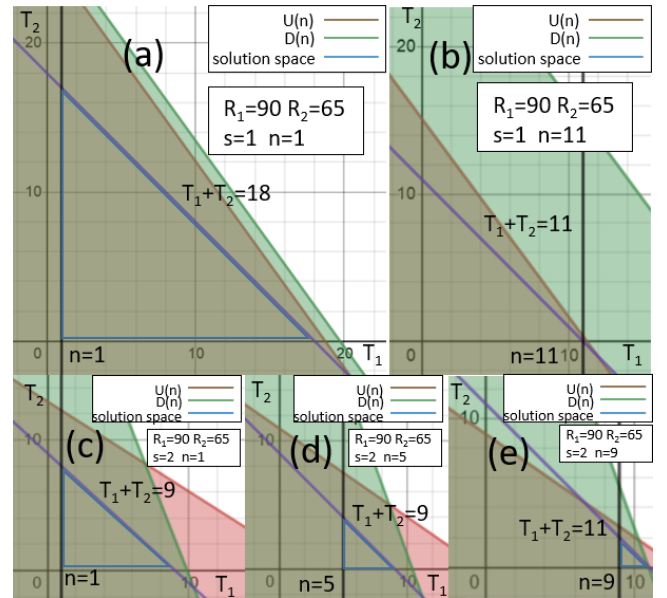 T2
U(n)
D(n)
solution space
(a)
R1=90 R2=65
s=1 n=1
T1+T2=18
20
10
0
10
20
T1
n=1
T2
U(n)
D(n)
solution space
(b)
R1=90 R2=65
s=1 n=11
T1+T2=11
20
10
0
10
T1
n=11
T2
U(n)
D(n)
solution space
(c)
R1=90 R2=65
s=2 n=1
T1+T2=9
10
0
10
T1
n=1
T2
U(n)
D(n)
solution space
(d)
R1=90 R2=65
s=2 n=5
T1+T2=9
10
0
10
T1
n=5
T2
U(n)
D(n)
solution space
(e)
R1=90 R2=65
s=2 n=9
T1+T2=11
10
0
10
T1
n=9